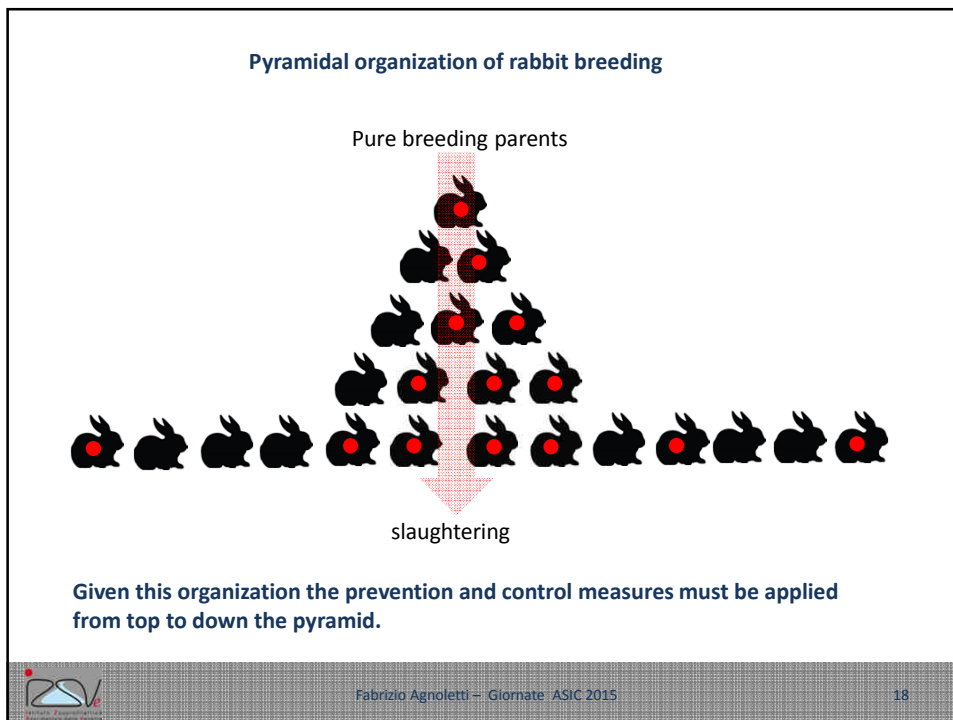 Pyramidal organization of rabbit breeding
Pure breeding parents
slaughtering
Given this organization the prevention and control measures must be applied
from top to down the pyramid.
Fabrizio Agnoletti – Giornate ASIC 2015
18